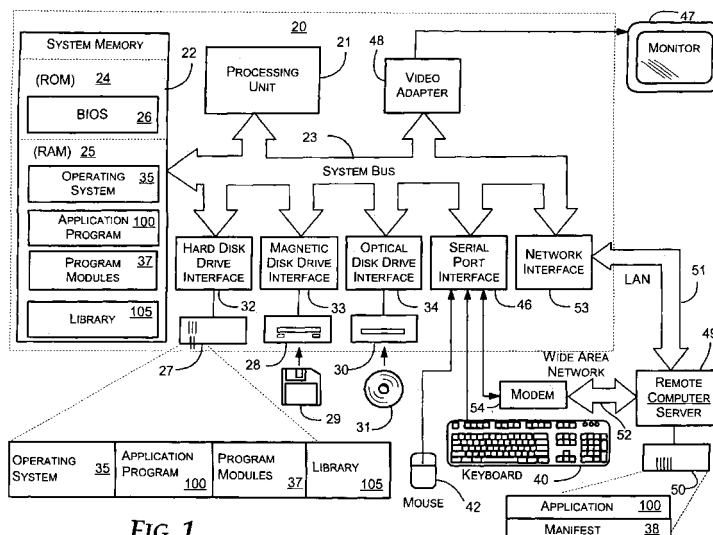 SYSTEM MEMORY
22
(ROM) 24
BIOS 26
(RAM) 25
OPERATING SYSTEM 35
APPLICATION PROGRAM 100
PROGRAM MODULES 37
LIBRARY 105
20
PROCESSING UNIT
21
48
VIDEO ADAPTER
47
MONITOR
23
SYSTEM BUS
HARD DISK DRIVE INTERFACE
32
MAGNETIC DISK DRIVE INTERFACE
33
OPTICAL DISK DRIVE INTERFACE
34
SERIAL PORT INTERFACE
46
NETWORK INTERFACE
53
LAN
51
27
28
29
30
31
WIDE AREA NETWORK
54
MODEM
52
49
REMOTE COMPUTER SERVER
50
KEYBOARD
40
MOUSE
42
OPERATING SYSTEM 35
APPLICATION PROGRAM 100
PROGRAM MODULES 37
LIBRARY 105
APPLICATION 100
MANIFEST 38
FIG. 1